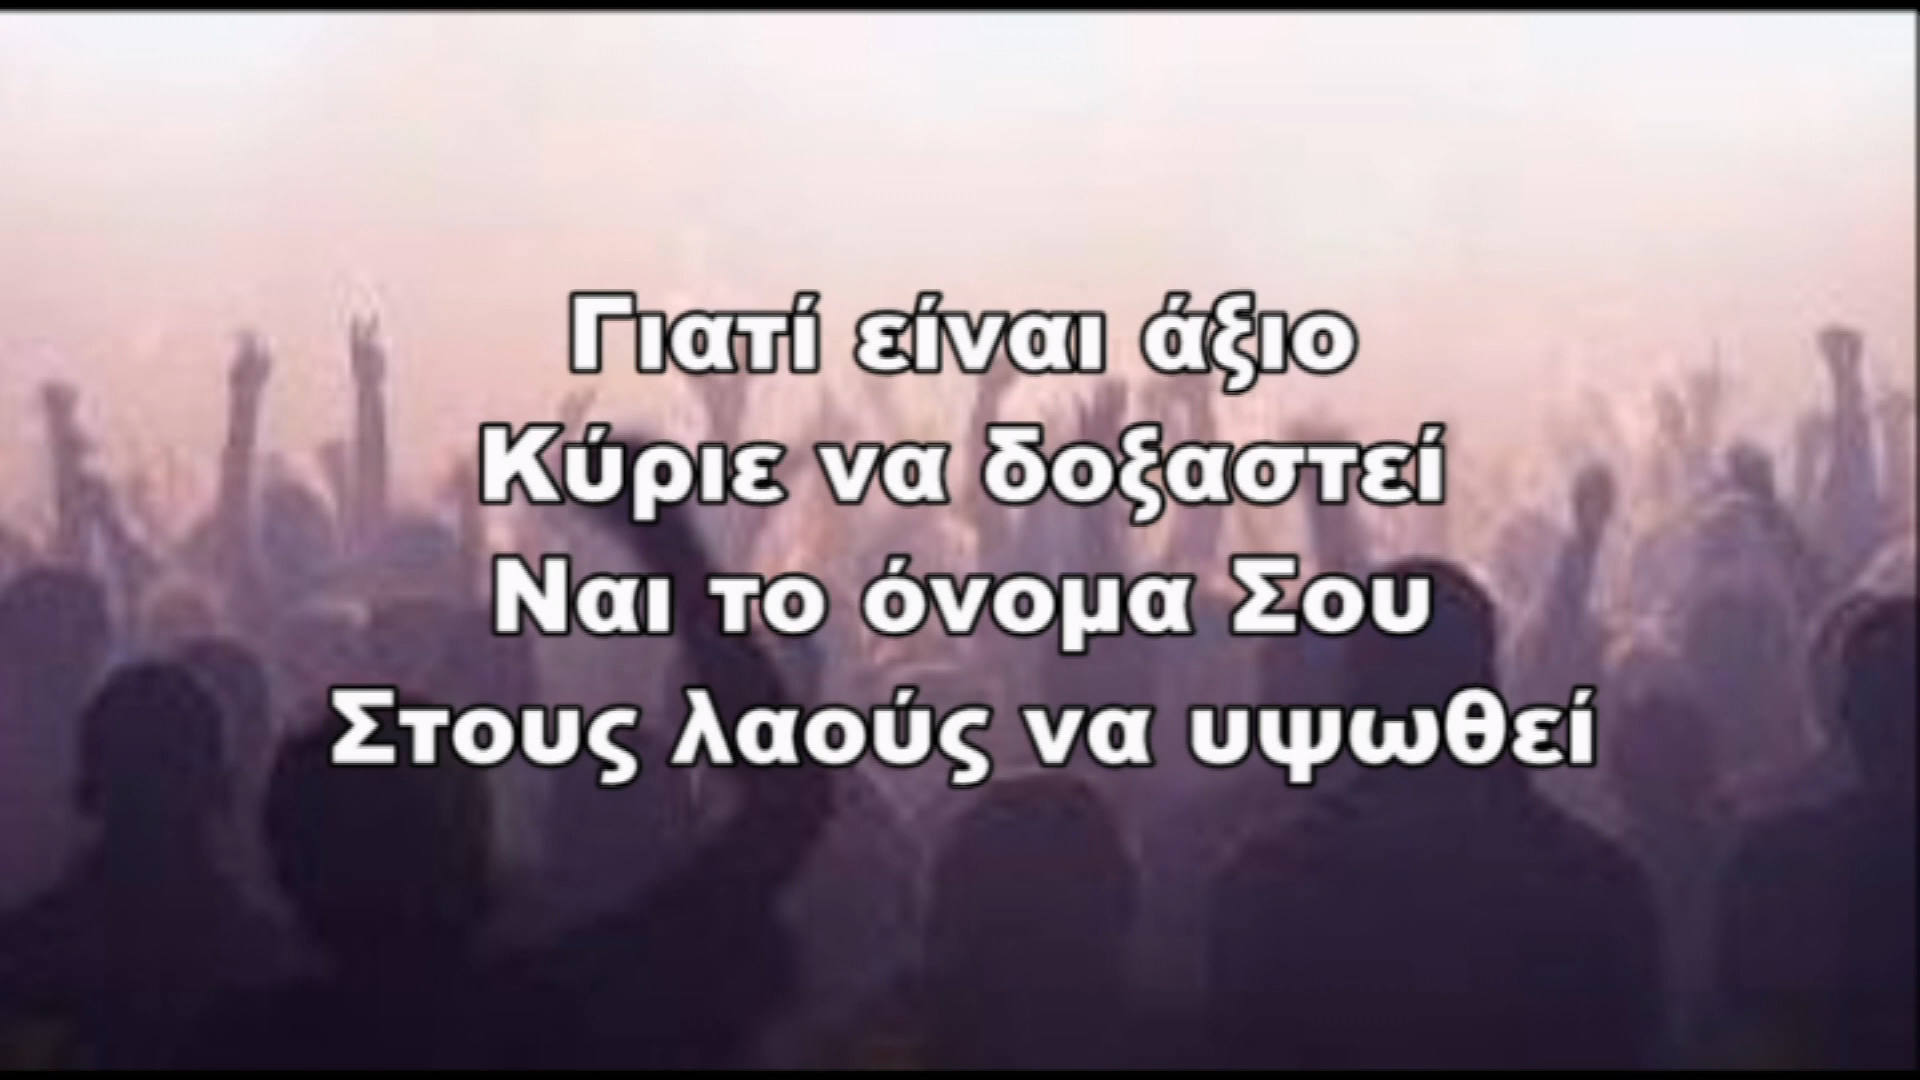 Γιατί είναι άξιο
Κύριε να δοξαστεί
Ναι το όνομα Σου
Στους λαούς να υψωθεί